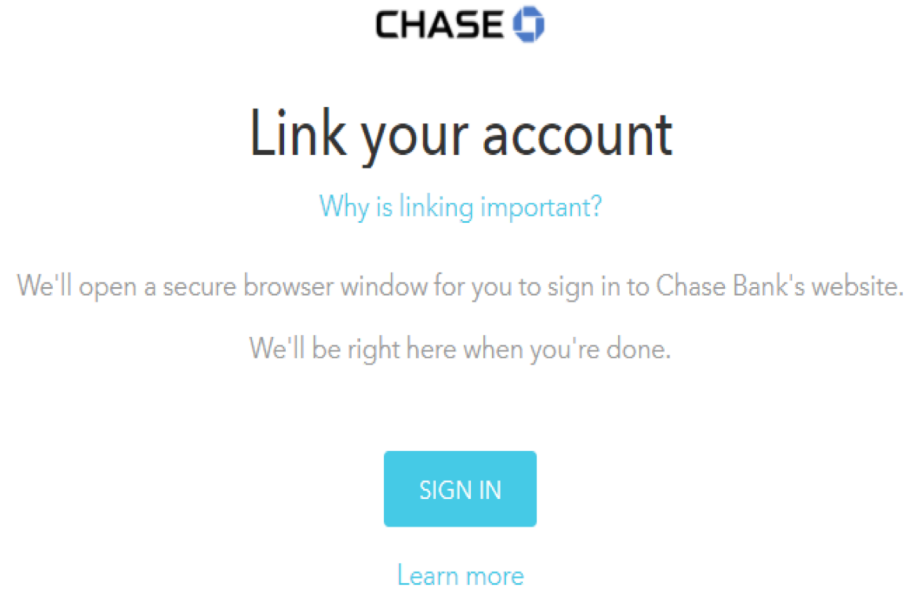 CHASE
Link your account
Why is linking important?
We'll open a secure browser window for you to sign in to Chase Bank's website.
We'll be right here when you're done.
SIGN IN
Learn more